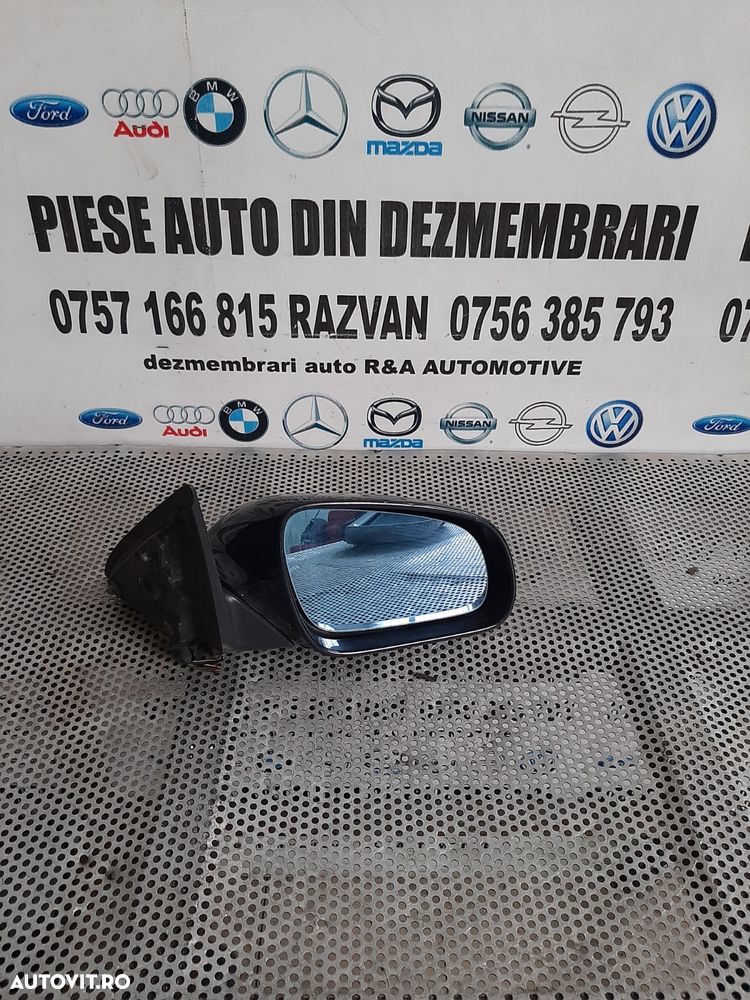 Ford Audi BMW MAZDA NISSAN
PIESE AUTO DIN DEZMEMBRARI
0757 166 815 RAZVAN 0756 385 793 07
dezmembrari auto R&A AUTOMOTIVE
Ford Audi BMW MAZDA NISSAN Ford
AUTOVIT.RO